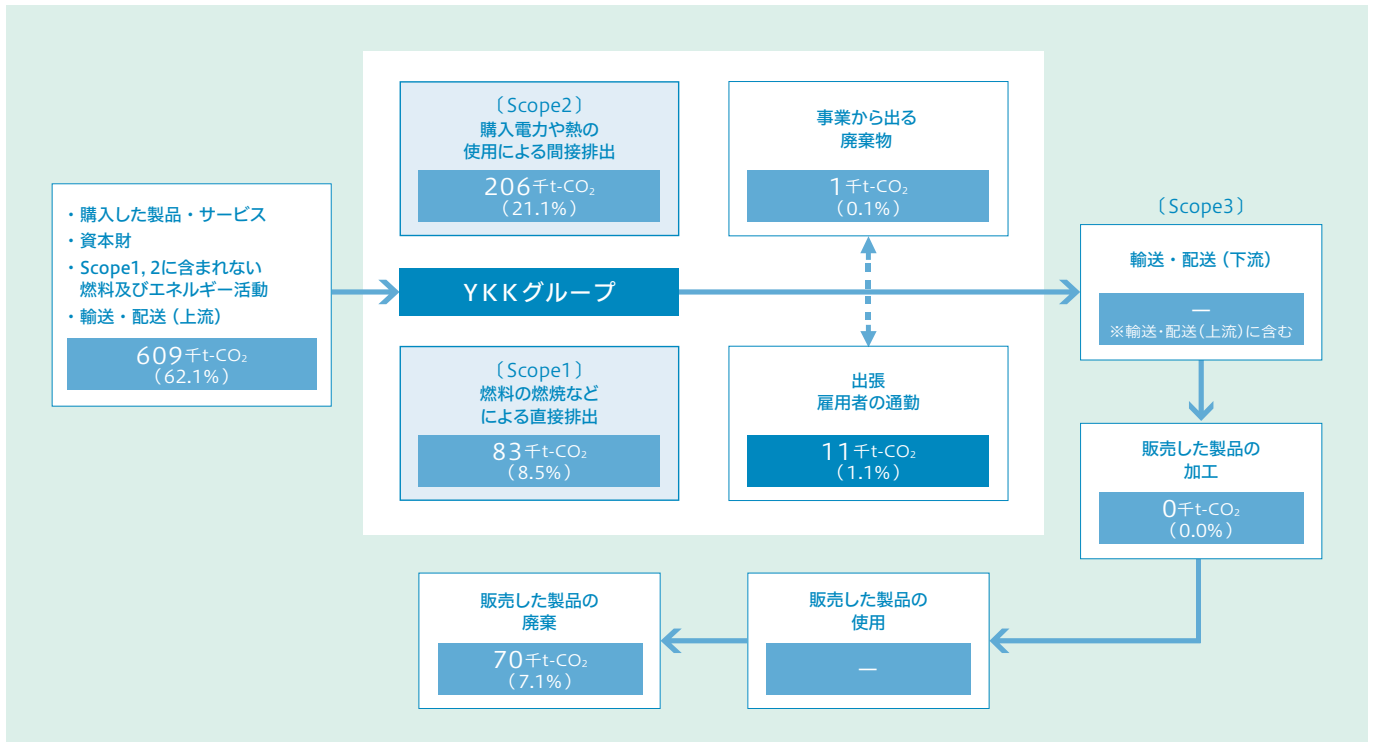 ・購入した製品・サービス
・資本財
・Scope1, 2に含まれない
燃料及びエネルギー活動
・輸送・配送（上流）
609千t-CO₂
（62.1%）
〔Scope2〕
購入電力や熱の
使用による間接排出
206千t-CO₂
（21.1%）
YKKグループ
〔Scope1〕
燃料の燃焼など
による直接排出
83千t-CO₂
（8.5%）
事業から出る
廃棄物
1千t-CO₂
（0.1%）
出張
雇用者の通勤
11千t-CO₂
（1.1%）
〔Scope3〕
輸送・配送（下流）
－
※輸送・配送（上流）に含む
販売した製品の
加工
0千t-CO₂
（0.0%）
販売した製品の
使用
－
販売した製品の
廃棄
70千t-CO₂
（7.1%）